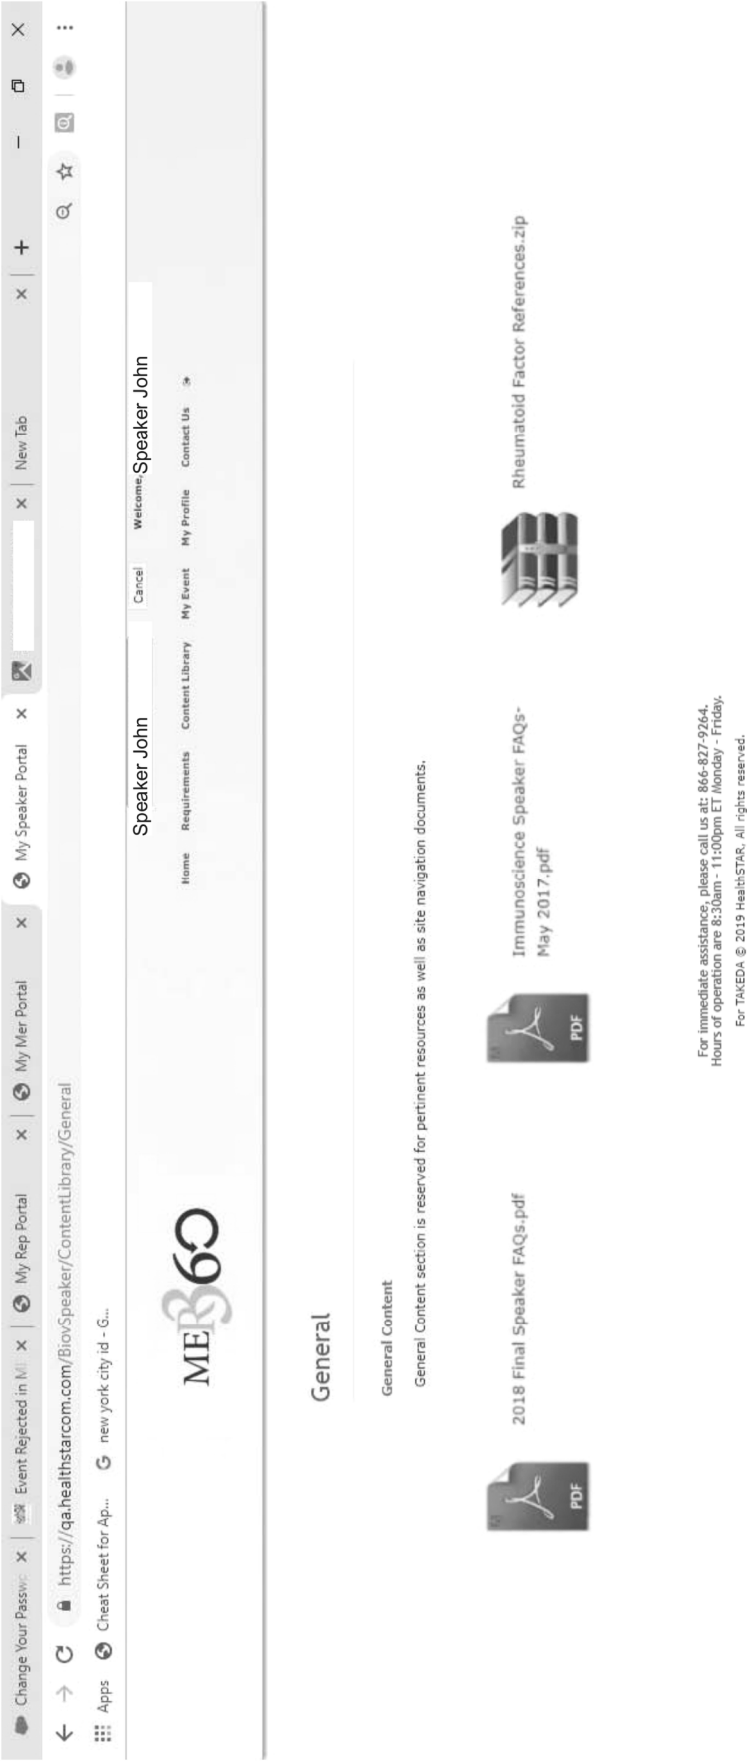 Change Your Passwo
Event Rejected in MI
My Rep Portal
My Mer Portal
My Speaker Portal
New Tab
https://qa.healthstarcom.com/BiovSpeaker/ContentLibrary/General
Apps
Cheat Sheet for Ap...
G new york city id - G...
Speaker John
Cancel
Welcome,Speaker John
MER360
Home
Requirements
Content Library
My Event
My Profile
Contact Us
General
General Content
General Content section is reserved for pertinent resources as well as site navigation documents.
PDF
2018 Final Speaker FAQs.pdf
PDF
Immunoscience Speaker FAQs-
May 2017.pdf
Rheumatoid Factor References.zip
For immediate assistance, please call us at: 866-827-9264.
Hours of operation are 8:30am - 11:00pm ET Monday - Friday.
For TAKEDA © 2019 HealthSTAR, All rights reserved.